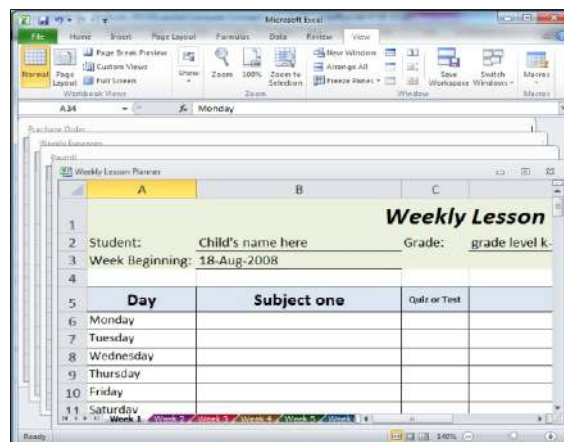 Microsoft Excel
File Home Insert Page Layout Formulas Data Review View
Normal Page Layout Page Break Preview Custom Views Full Screen Show Zoom 100% Zoom to Selection New Window Arrange All Freeze Panes Save Workspace Switch Windows Macros
Workbook Views Zoom Window Macros
A34 fx Monday
Purchase Order
Weekly Expenses
Payroll
Weekly Lesson Planner
A B C
1 Weekly Lesson
2 Student: Child's name here Grade: grade level k-
3 Week Beginning: 18-Aug-2008
4
5 Day Subject one Quiz or Test
6 Monday
7 Tuesday
8 Wednesday
9 Thursday
10 Friday
11 Saturday
Week 1 Week 2 Week 3 Week 4 Week 5 Week
Ready 140%